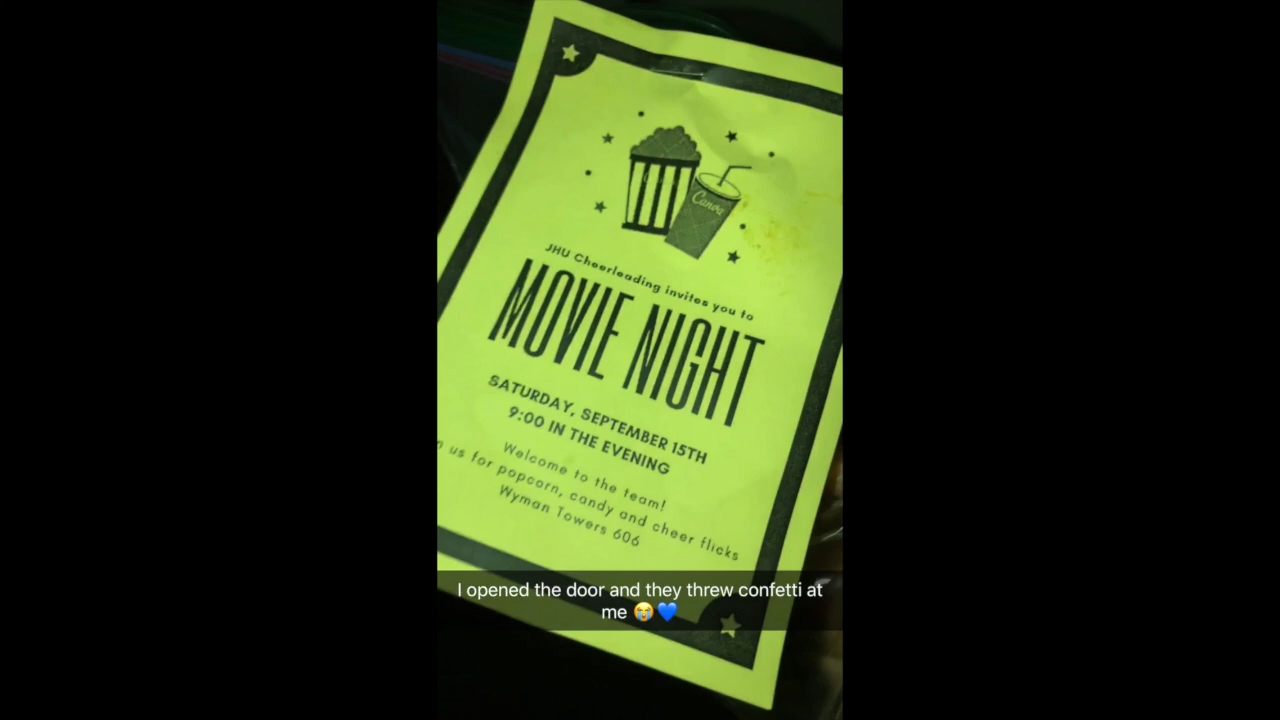 Canva
JHU Cheerleading invites you to
MOVIE NIGHT
SATURDAY, SEPTEMBER 15TH
9:00 IN THE EVENING
Welcome to the team!
us for popcorn, candy and cheer flicks
Wyman Towers 606
I opened the door and they threw confetti at
me 😭💙